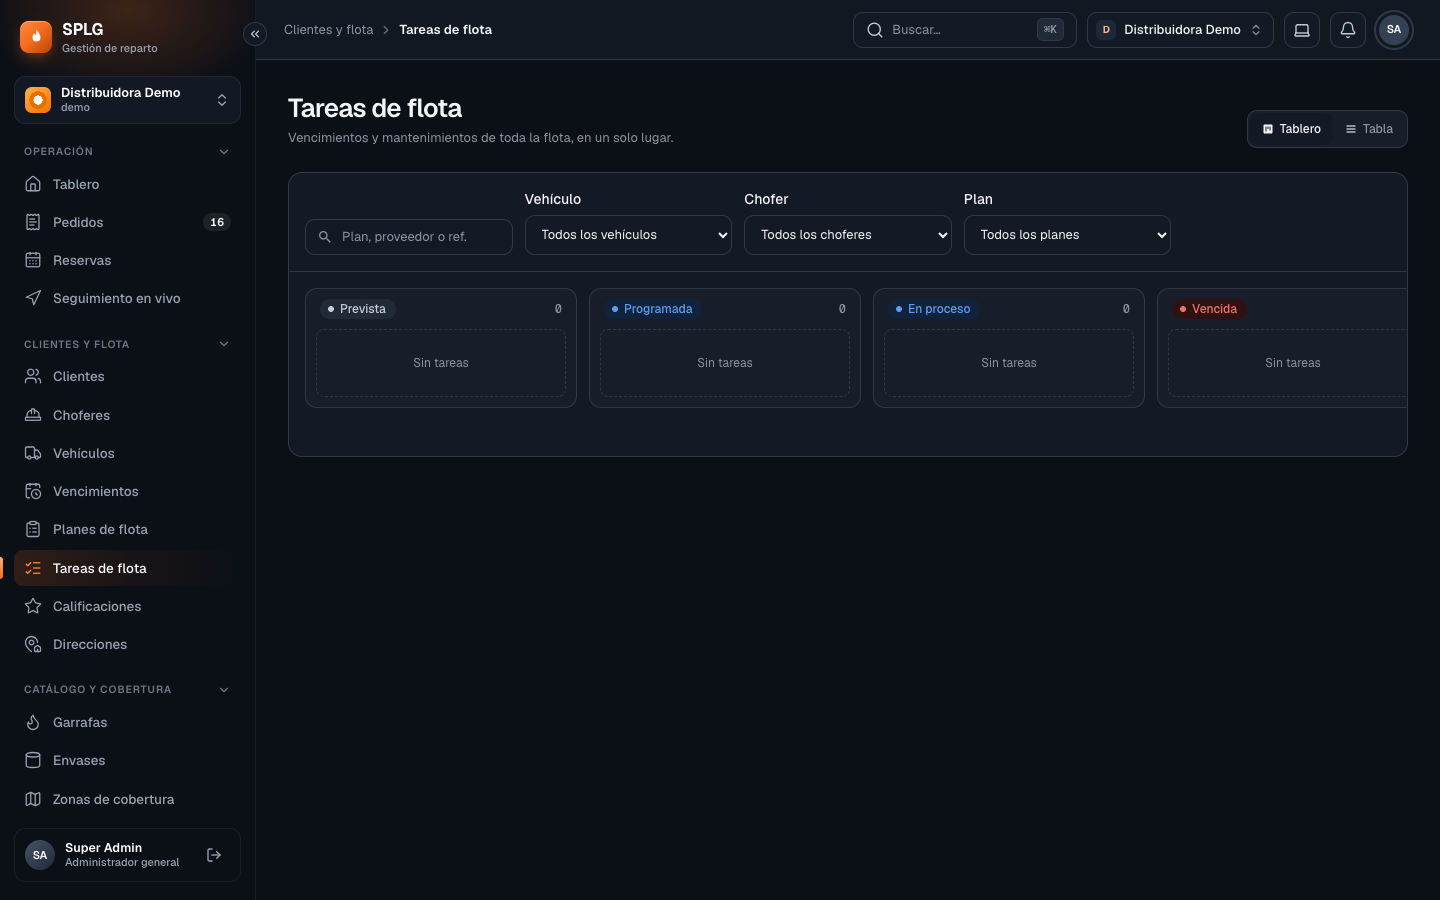 SPLG
Gestión de reparto
Distribuidora Demo
demo
OPERACIÓN
Tablero
Pedidos 16
Reservas
Seguimiento en vivo
CLIENTES Y FLOTA
Clientes
Choferes
Vehículos
Vencimientos
Planes de flota
Tareas de flota
Calificaciones
Direcciones
CATÁLOGO Y COBERTURA
Garrafas
Envases
Zonas de cobertura
SA
Super Admin
Administrador general
Clientes y flota Tareas de flota
Buscar... ⌘K
D Distribuidora Demo
SA
Tareas de flota
Vencimientos y mantenimientos de toda la flota, en un solo lugar.
Tablero Tabla
Vehículo Chofer Plan
Plan, proveedor o ref. Todos los vehículos Todos los choferes Todos los planes
Prevista 0
Sin tareas
Programada 0
Sin tareas
En proceso 0
Sin tareas
Vencida
Sin tareas